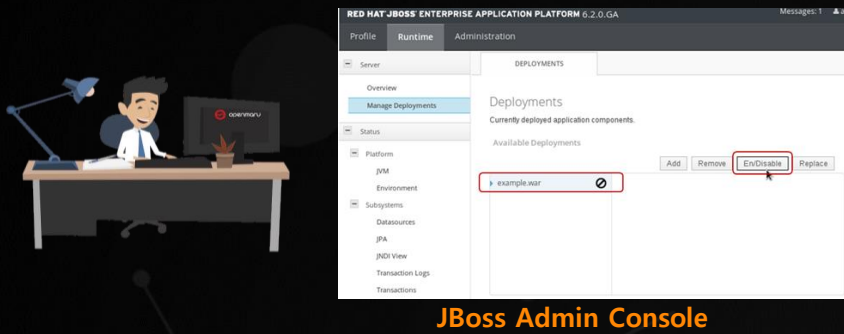 openmaru
RED HAT JBOSS ENTERPRISE APPLICATION PLATFORM 6.2.0.GA
Messages: 1
Profile Runtime Administration
Server
Overview
Manage Deployments
Status
Platform
JVM
Environment
Subsystems
Datasources
JPA
JNDI View
Transaction Logs
Transactions
DEPLOYMENTS
Deployments
Currently deployed application components.
Available Deployments
Add Remove En/Disable Replace
example.war
JBoss Admin Console